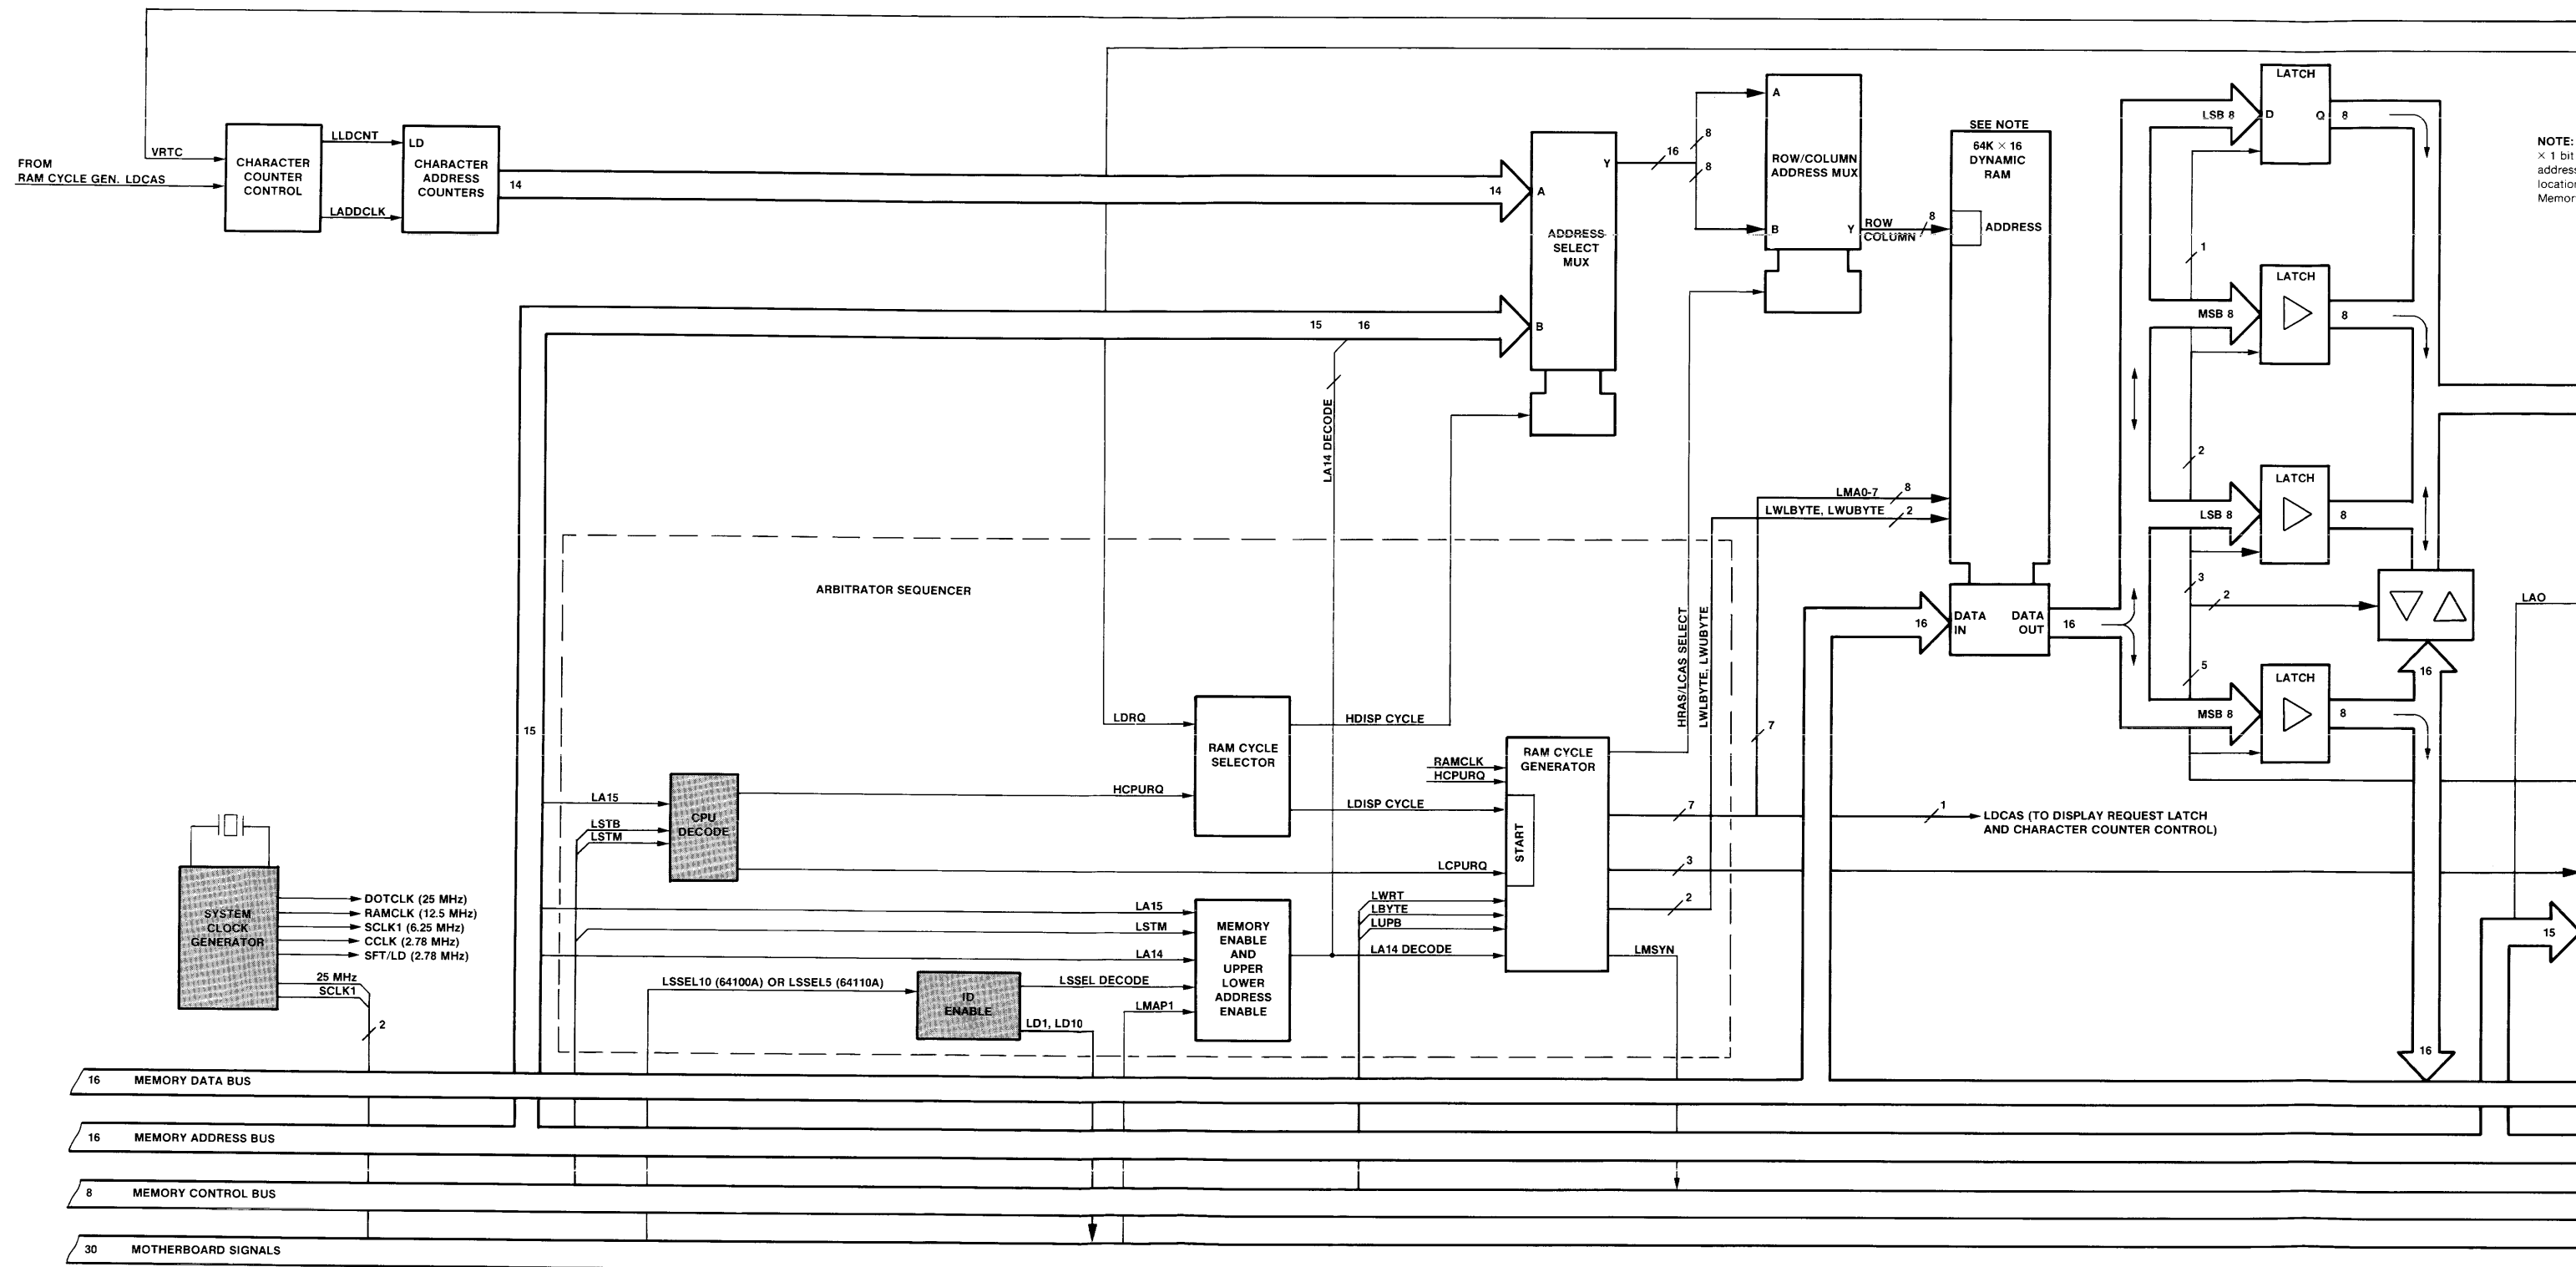 LATCH
LSB 8
D
Q
8
SEE NOTE
64K × 16
DYNAMIC
RAM
ADDRESS
A
ROW/COLUMN
ADDRESS MUX
B
Y
ROW
COLUMN
8
NOTE:
× 1 bit
address
location
Memor
VRTC
FROM
RAM CYCLE GEN. LDCAS
CHARACTER
COUNTER
CONTROL
LLDCNT
LADDCLK
LD
CHARACTER
ADDRESS
COUNTERS
14
14
A
Y
16
8
8
ADDRESS
SELECT
MUX
B
15
16
LA14 DECODE
1
LATCH
MSB 8
8
2
LATCH
LSB 8
8
3
2
5
LATCH
MSB 8
8
16
16
LAO
15
LMA0-7
8
LWLBYTE, LWUBYTE
2
ARBITRATOR SEQUENCER
HRAS/LCAS SELECT
LWLBYTE, LWUBYTE
16
DATA
IN
DATA
OUT
16
15
LDRQ
HCPURQ
RAM CYCLE
SELECTOR
HDISP CYCLE
LDISP CYCLE
RAMCLK
HCPURQ
RAM CYCLE
GENERATOR
START
LCPURQ
LWRT
LBYTE
LUPB
LA14 DECODE
7
7
3
2
LMSYN
1
LDCAS (TO DISPLAY REQUEST LATCH
AND CHARACTER COUNTER CONTROL)
LA15
LSTB
LSTM
CPU
DECODE
LA15
LSTM
LA14
LSSEL10 (64100A) OR LSSEL5 (64110A)
ID
ENABLE
LSSEL DECODE
LD1, LD10
LMAP1
MEMORY
ENABLE
AND
UPPER
LOWER
ADDRESS
ENABLE
SYSTEM
CLOCK
GENERATOR
DOTCLK (25 MHz)
RAMCLK (12.5 MHz)
SCLK1 (6.25 MHz)
CCLK (2.78 MHz)
SFT/LD (2.78 MHz)
25 MHz
SCLK1
2
16 MEMORY DATA BUS
16 MEMORY ADDRESS BUS
8 MEMORY CONTROL BUS
30 MOTHERBOARD SIGNALS